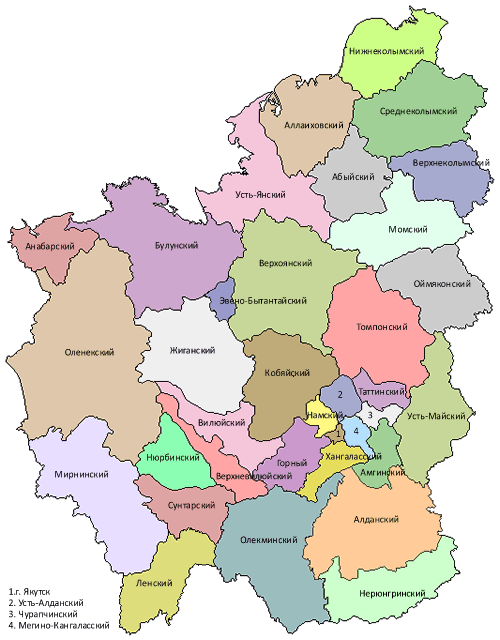 Нижнеколымский
Среднеколымский
Аллаиховский
Верхнеколымский
Абыйский
Усть-Янский
Момский
Булунский
Анабарский
Верхоянский
Оймяконский
Эвено-Бытантайский
Томпонский
Оленекский
Жиганский
Кобяйский
Таттинский
2
Намский
3
Усть-Майский
Вилюйский
1
4
Нюрбинский
Хангаласский
Горный
Мирнинский
Верхневилюйский
Амгинский
Сунтарский
Алданский
Олекминский
Ленский
Нерюнгринский
1.г. Якутск
2. Усть-Алданский
3. Чурапчинский
4. Мегино-Кангаласский